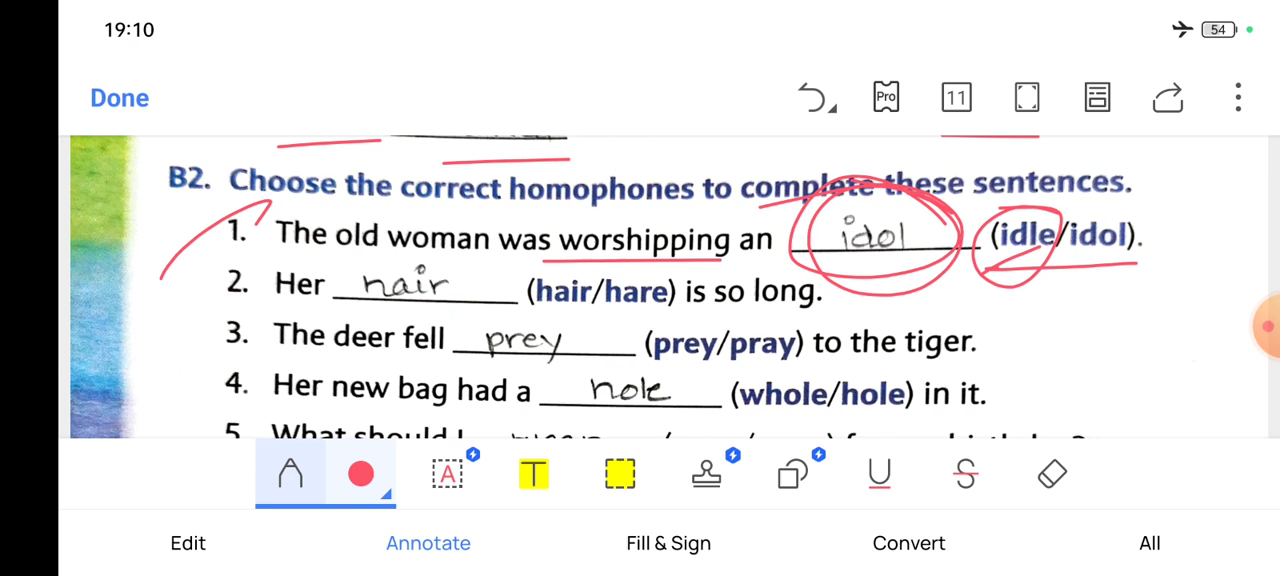 19:10
54
Done
Pro
11
B2. Choose the correct homophones to complete these sentences.
1. The old woman was worshipping an idol (idle/idol).
2. Her hair (hair/hare) is so long.
3. The deer fell prey (prey/pray) to the tiger.
4. Her new bag had a hole (whole/hole) in it.
5. What should I
A
T
U
S
Edit
Annotate
Fill & Sign
Convert
All